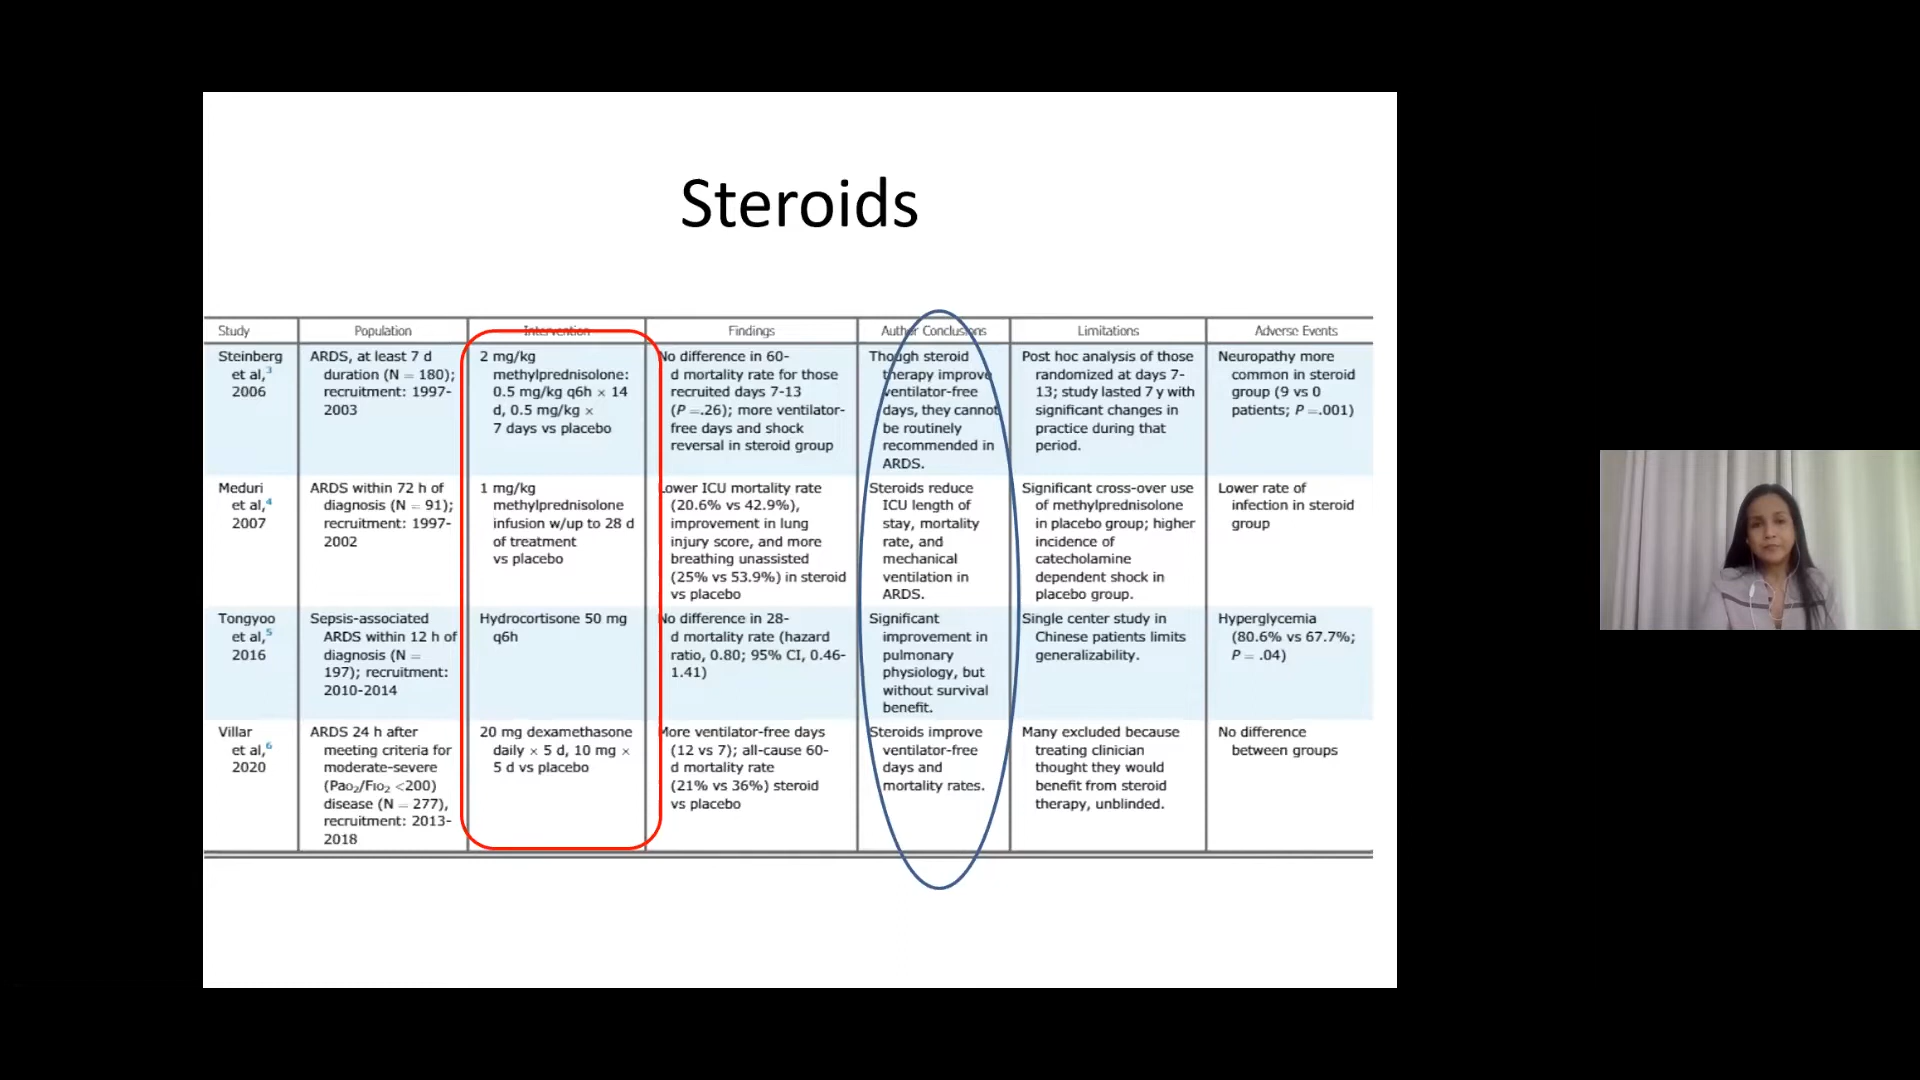 Steroids
Study Population Intervention Findings Author Conclusions Limitations Adverse Events
Steinberg
et al,3
2006
ARDS, at least 7 d
duration (N = 180);
recruitment: 1997-
2003
2 mg/kg
methylprednisolone:
0.5 mg/kg q6h × 14
d, 0.5 mg/kg ×
7 days vs placebo
No difference in 60-
d mortality rate for those
recruited days 7-13
(P =.26); more ventilator-
free days and shock
reversal in steroid group
Though steroid
therapy improve
ventilator-free
days, they cannot
be routinely
recommended in
ARDS.
Post hoc analysis of those
randomized at days 7-
13; study lasted 7 y with
significant changes in
practice during that
period.
Neuropathy more
common in steroid
group (9 vs 0
patients; P =.001)
Meduri
et al,4
2007
ARDS within 72 h of
diagnosis (N = 91);
recruitment: 1997-
2002
1 mg/kg
methylprednisolone
infusion w/up to 28 d
of treatment
vs placebo
Lower ICU mortality rate
(20.6% vs 42.9%),
improvement in lung
injury score, and more
breathing unassisted
(25% vs 53.9%) in steroid
vs placebo
Steroids reduce
ICU length of
stay, mortality
rate, and
mechanical
ventilation in
ARDS.
Significant cross-over use
of methylprednisolone
in placebo group; higher
incidence of
catecholamine
dependent shock in
placebo group.
Lower rate of
infection in steroid
group
Tongyoo
et al,5
2016
Sepsis-associated
ARDS within 12 h of
diagnosis (N =
197); recruitment:
2010-2014
Hydrocortisone 50 mg
q6h
No difference in 28-
d mortality rate (hazard
ratio, 0.80; 95% CI, 0.46-
1.41)
Significant
improvement in
pulmonary
physiology, but
without survival
benefit.
Single center study in
Chinese patients limits
generalizability.
Hyperglycemia
(80.6% vs 67.7%;
P = .04)
Villar
et al,6
2020
ARDS 24 h after
meeting criteria for
moderate-severe
(PaO2/FIO2 <200)
disease (N = 277),
recruitment: 2013-
2018
20 mg dexamethasone
daily × 5 d, 10 mg ×
5 d vs placebo
More ventilator-free days
(12 vs 7); all-cause 60-
d mortality rate
(21% vs 36%) steroid
vs placebo
Steroids improve
ventilator-free
days and
mortality rates.
Many excluded because
treating clinician
thought they would
benefit from steroid
therapy, unblinded.
No difference
between groups